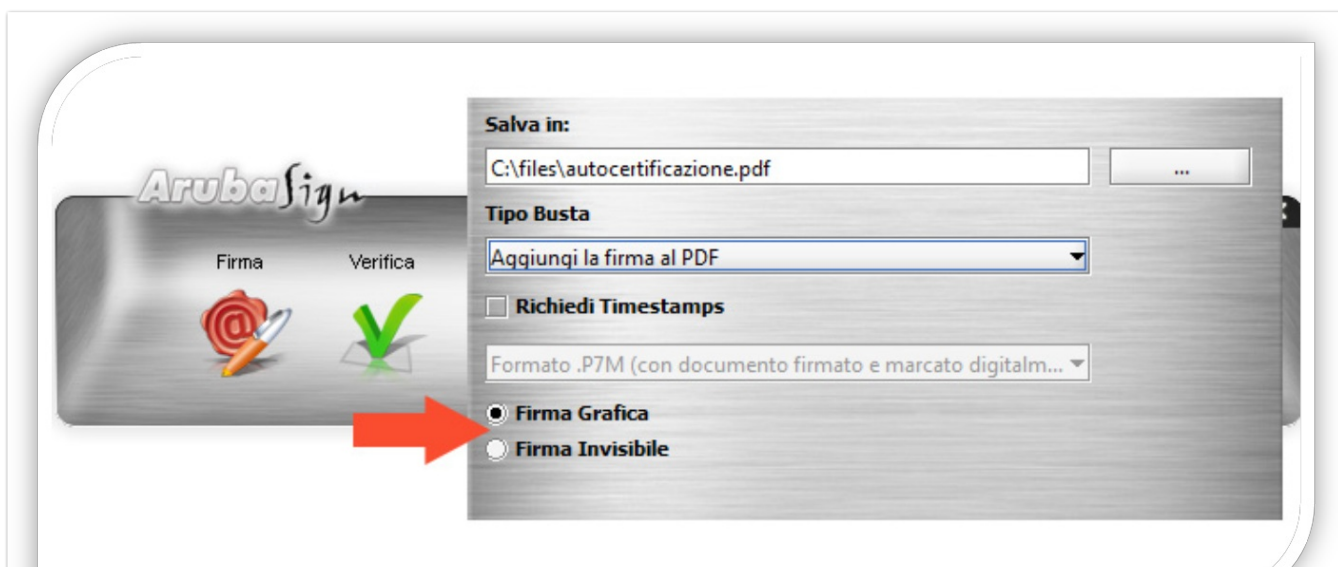 ArubaSign
Firma
Verifica
Salva in:
C:\files\autocertificazione.pdf
...
Tipo Busta
Aggiungi la firma al PDF
Richiedi Timestamps
Formato .P7M (con documento firmato e marcato digitalm...
Firma Grafica
Firma Invisibile